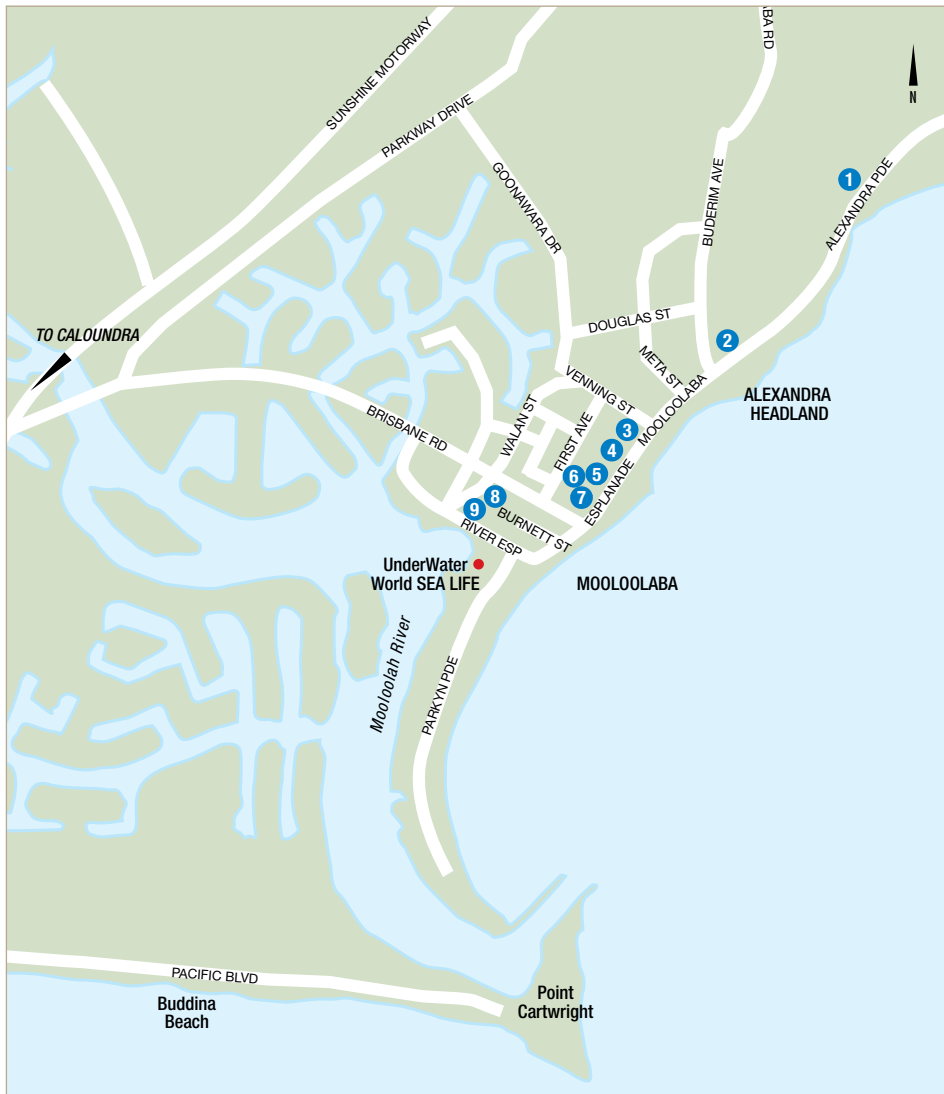 SUNSHINE MOTORWAY
PARKWAY DRIVE
BA RD
N
GOONAWARA DR
BUDERIM AVE
1
ALEXANDRA PDE
TO CALOUNDRA
DOUGLAS ST
2
META ST
VENNING ST
MOOLOOLABA
ESPLANADE
ALEXANDRA
HEADLAND
BRISBANE RD
WALAN ST
FIRST AVE
3
4
5
6
7
8
9
BURNETT ST
RIVER ESP
UnderWater
World SEA LIFE
MOOLOOLABA
Mooloolah River
PARKYN PDE
PACIFIC BLVD
Buddina
Beach
Point
Cartwright